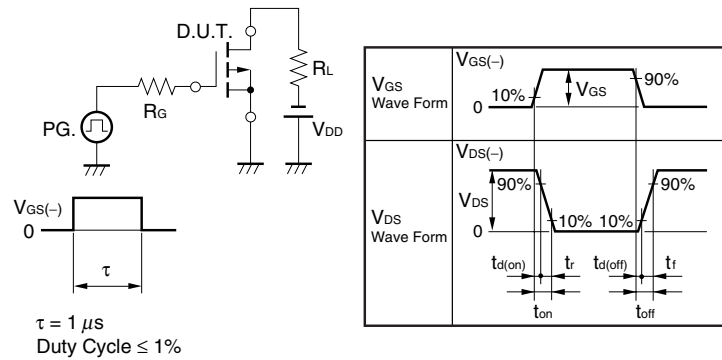 D.U.T.
RL
RG
PG.
VDD
VGS(−)
0
τ
τ = 1 μs
Duty Cycle ≤ 1%
VGS
Wave Form
VGS(−)
10%
VGS
90%
0
VDS
Wave Form
VDS(−)
90%
VDS
10%
10%
90%
0
td(on)
tr
td(off)
tf
ton
toff